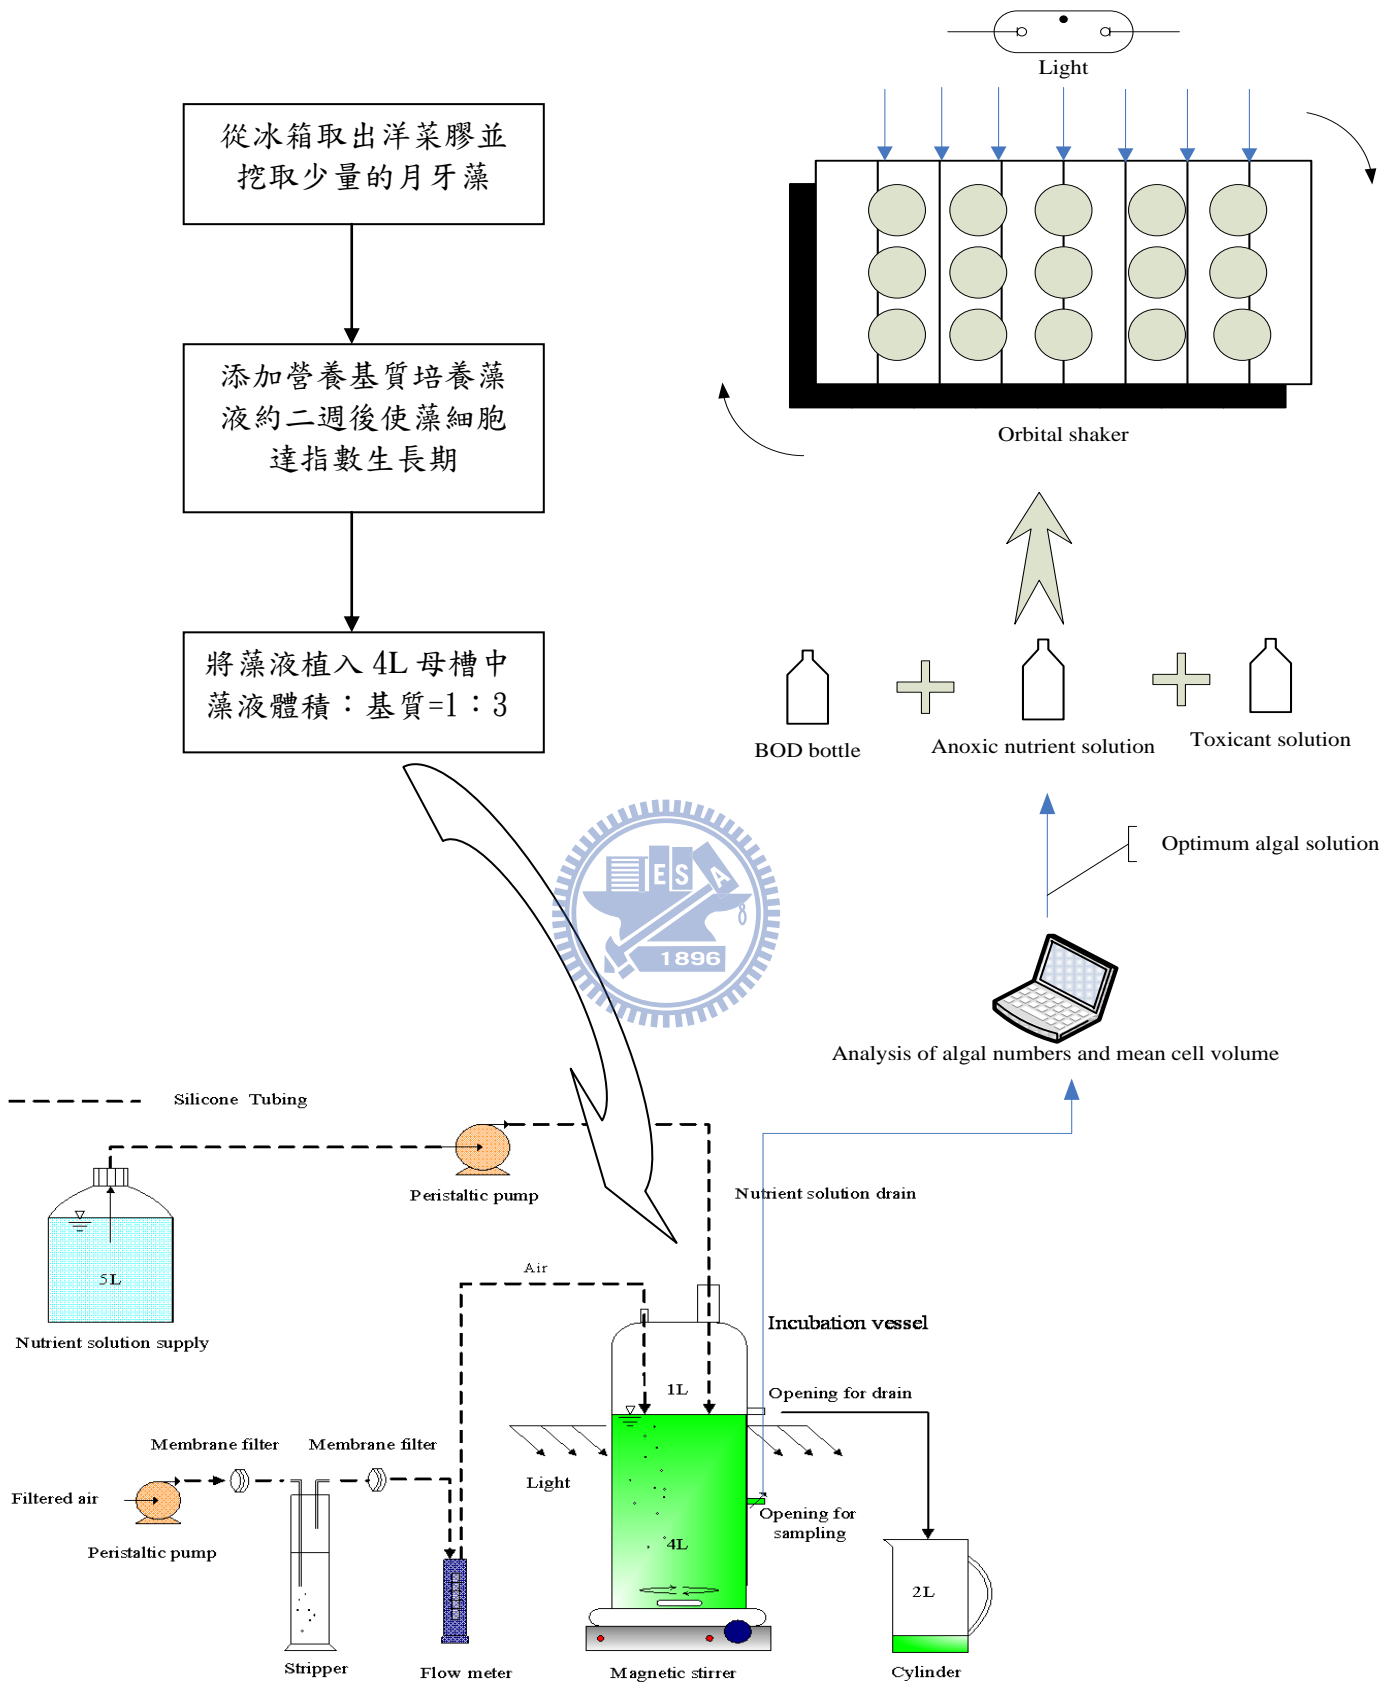 Light
從冰箱取出洋菜膠並
挖取少量的月牙藻
添加營養基質培養藻
液約二週後使藻細胞
達指數生長期
Orbital shaker
將藻液植入 4L 母槽中
藻液體積：基質=1：3
BOD bottle
Anoxic nutrient solution
Toxicant solution
Optimum algal solution
E S A
1896
Analysis of algal numbers and mean cell volume
Silicone Tubing
Peristaltic pump
Nutrient solution drain
5L
Air
Nutrient solution supply
Incubation vessel
1L
Opening for drain
Membrane filter
Membrane filter
Light
Filtered air
Opening for
sampling
Peristaltic pump
4L
2L
Stripper
Flow meter
Magnetic stirrer
Cylinder